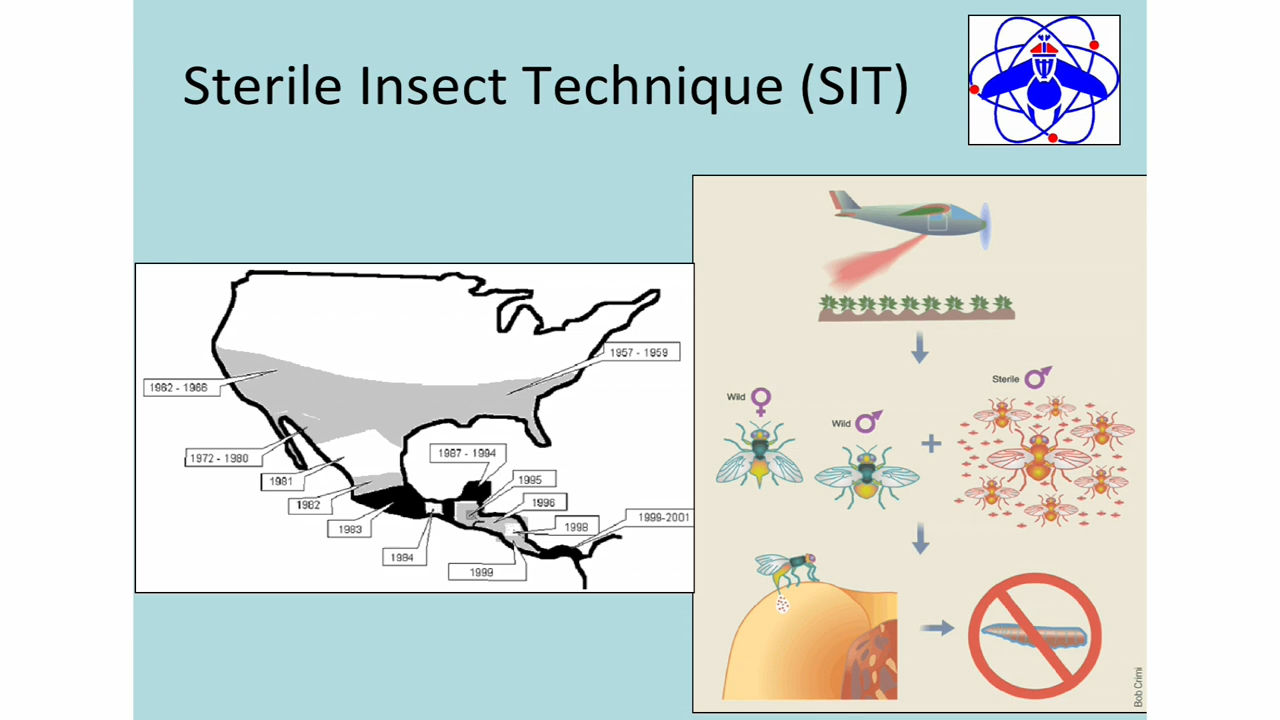 Sterile Insect Technique (SIT)
1957 - 1959
1962 - 1966
1972 - 1980
1981
1982
1983
1984
1987 - 1994
1995
1996
1998
1999-2001
1999
Wild
Wild
Sterile
+
Bob Crimi